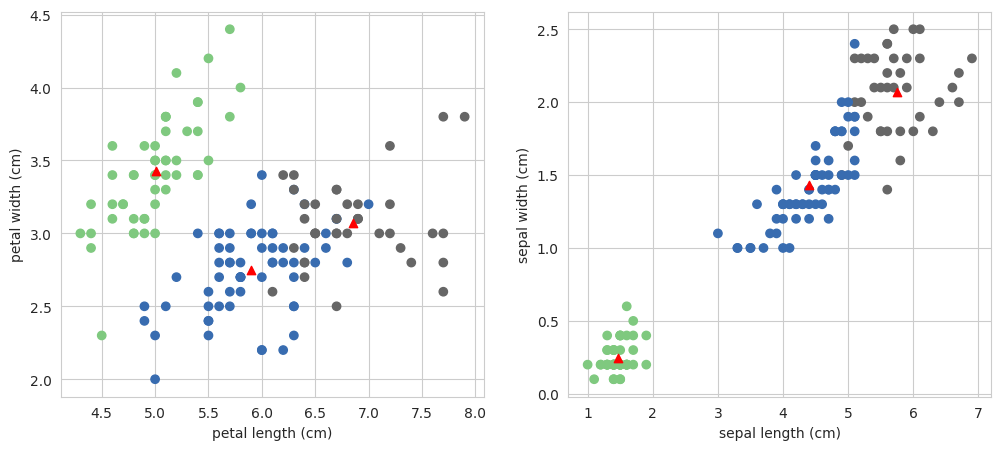 4.5
4.0
3.5
3.0
2.5
2.0
petal width (cm)
4.5 5.0 5.5 6.0 6.5 7.0 7.5 8.0
petal length (cm)
2.5
2.0
1.5
1.0
0.5
0.0
sepal width (cm)
1 2 3 4 5 6 7
sepal length (cm)